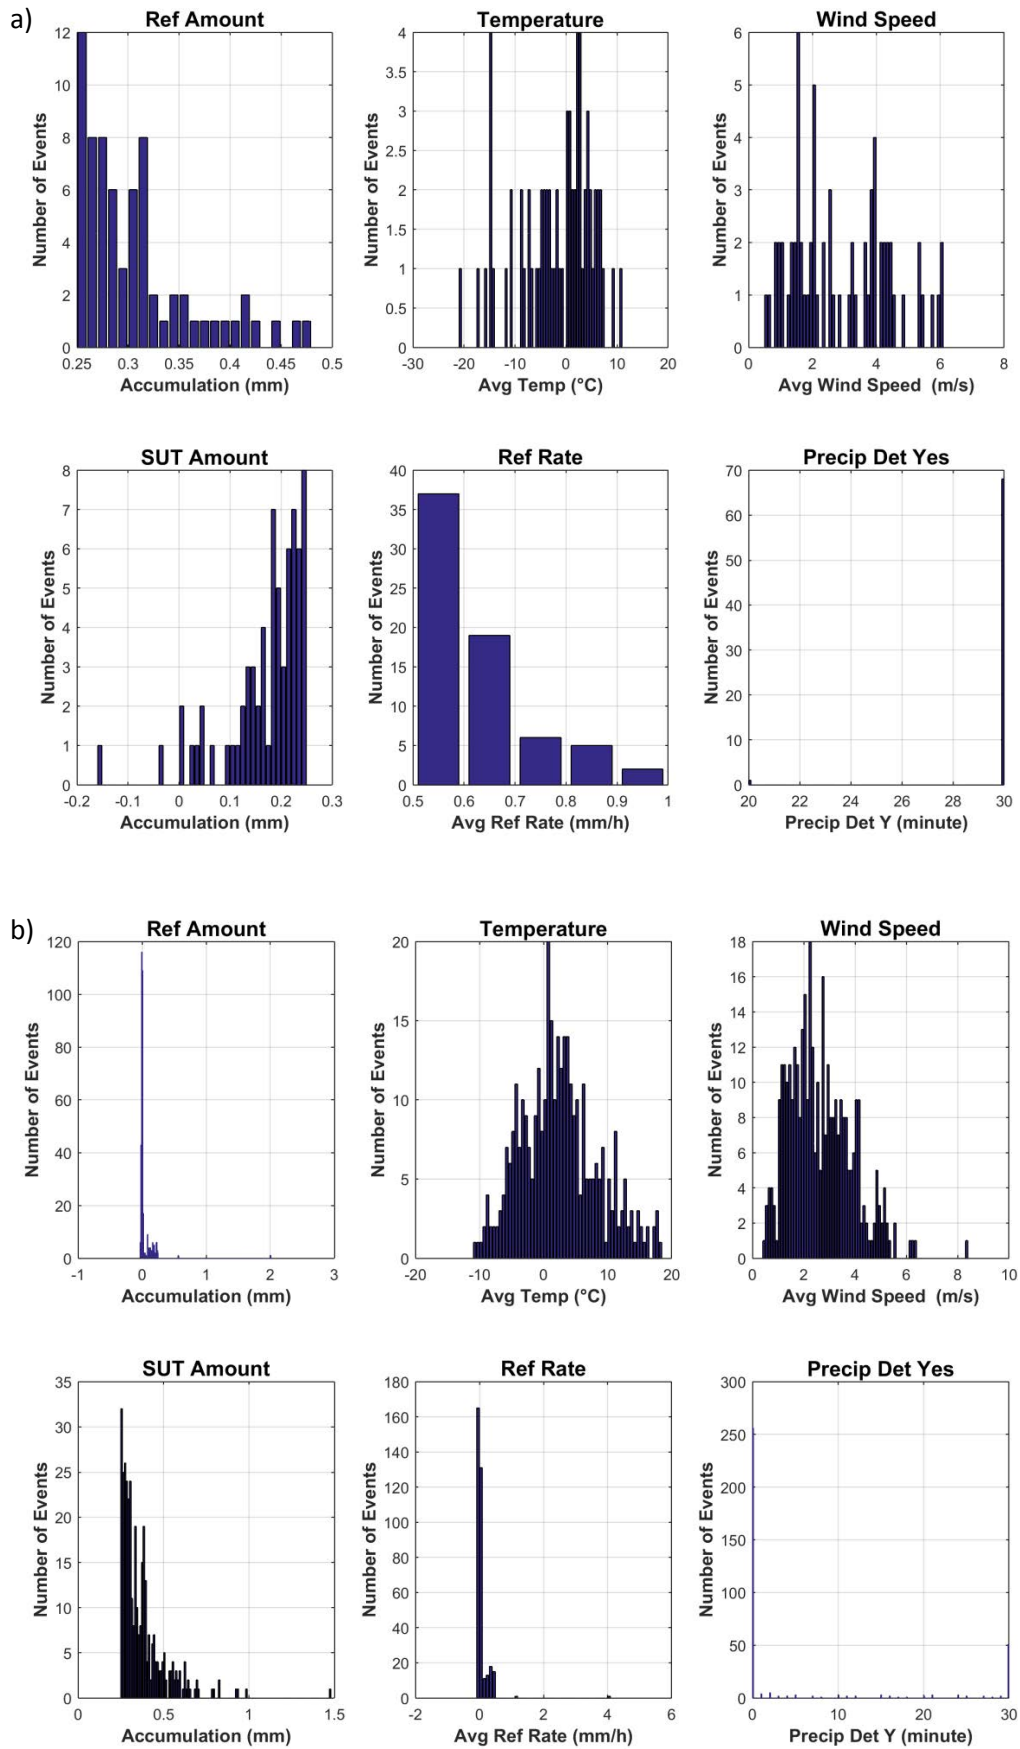 a)
Ref Amount Temperature Wind Speed
12 4 6
10 3.5 5
8 3 4
6 2.5 3
4 2 2
2 1.5 1
0 1 0
0.5
0
Number of Events Number of Events Number of Events
0.25 0.3 0.35 0.4 0.45 0.5 -30 -20 -10 0 10 20 0 2 4 6 8
Accumulation (mm) Avg Temp (°C) Avg Wind Speed (m/s)
SUT Amount Ref Rate Precip Det Yes
8 40 70
7 35 60
6 30 50
5 25 40
4 20 30
3 15 20
2 10 10
1 5 0
0 0
Number of Events Number of Events Number of Events
-0.2 -0.1 0 0.1 0.2 0.3 0.5 0.6 0.7 0.8 0.9 1 20 22 24 26 28 30
Accumulation (mm) Avg Ref Rate (mm/h) Precip Det Y (minute)
b)
Ref Amount Temperature Wind Speed
120 20 18
100 15 16
80 10 14
60 5 12
40 0 10
20 8
0 6
4
2
0
Number of Events Number of Events Number of Events
-1 0 1 2 3 -20 -10 0 10 20 0 2 4 6 8 10
Accumulation (mm) Avg Temp (°C) Avg Wind Speed (m/s)
SUT Amount Ref Rate Precip Det Yes
35 180 300
30 160 250
25 140 200
20 120 150
15 100 100
10 80 50
5 60 0
0 40
20
0
Number of Events Number of Events Number of Events
0 0.5 1 1.5 -2 0 2 4 6 0 10 20 30
Accumulation (mm) Avg Ref Rate (mm/h) Precip Det Y (minute)